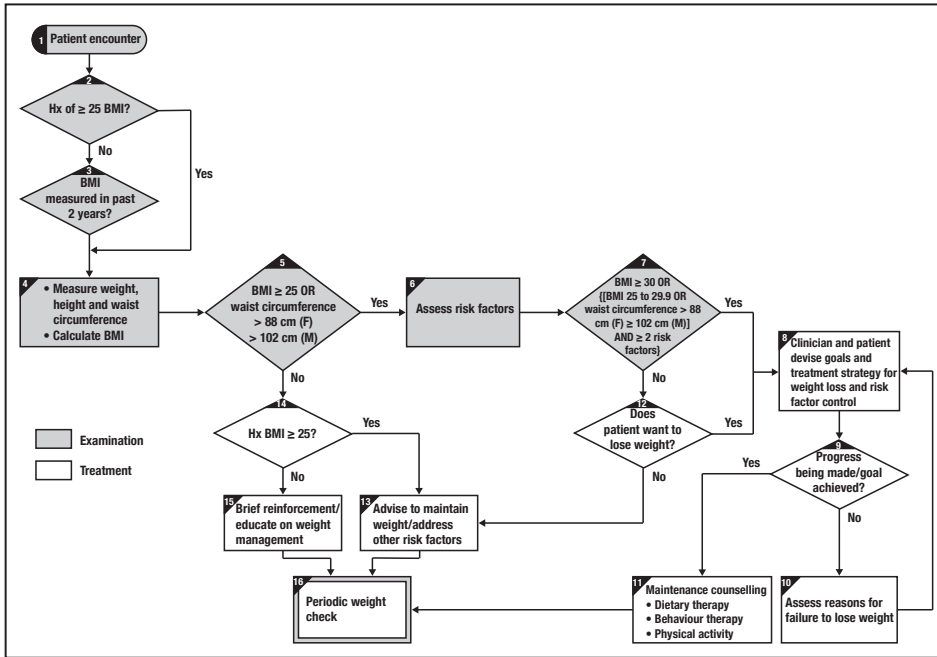 1 Patient encounter
2
Hx of ≥ 25 BMI?
No
Yes
3
BMI
measured in past
2 years?
4
• Measure weight,
height and waist
circumference
• Calculate BMI
5
BMI ≥ 25 OR
waist circumference
> 88 cm (F)
> 102 cm (M)
Yes
No
6
Assess risk factors
7
BMI ≥ 30 OR
{[BMI 25 to 29.9 OR
waist circumference > 88
cm (F) ≥ 102 cm (M)]
AND ≥ 2 risk
factors}
Yes
No
8
Clinician and patient
devise goals and
treatment strategy for
weight loss and risk
factor control
9
Progress
being made/goal
achieved?
Yes
No
10
Assess reasons for
failure to lose weight
11
Maintenance counselling
• Dietary therapy
• Behaviour therapy
• Physical activity
12
Does
patient want to
lose weight?
Yes
No
13
Advise to maintain
weight/address
other risk factors
14
Hx BMI ≥ 25?
Yes
No
15
Brief reinforcement/
educate on weight
management
16
Periodic weight
check
Examination
Treatment